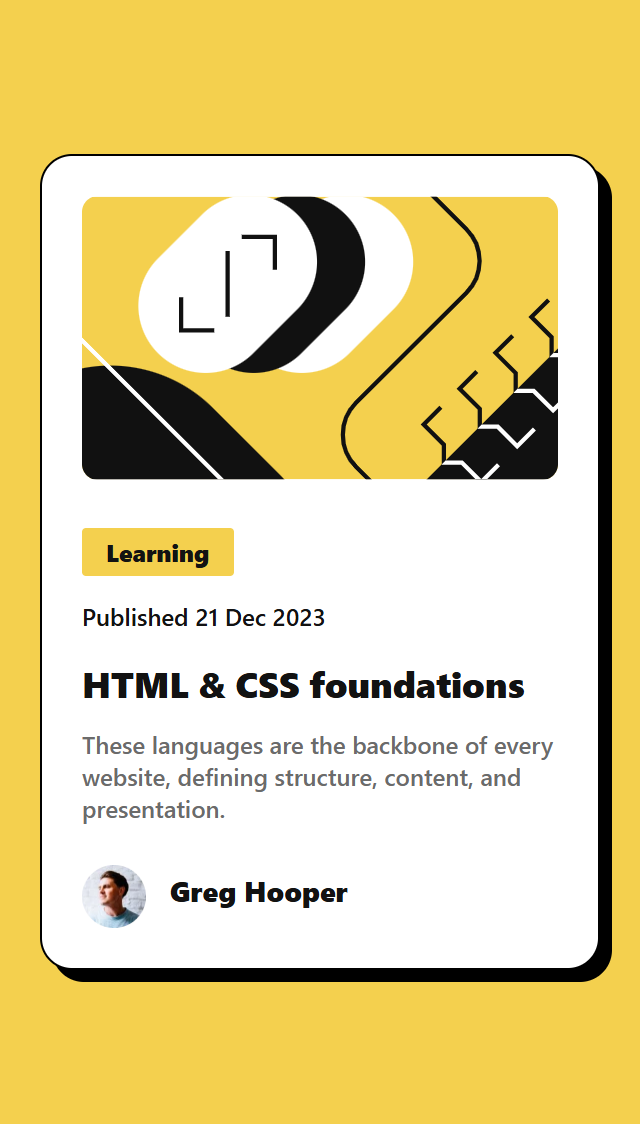 Learning
Published 21 Dec 2023
HTML & CSS foundations
These languages are the backbone of every
website, defining structure, content, and
presentation.
Greg Hooper